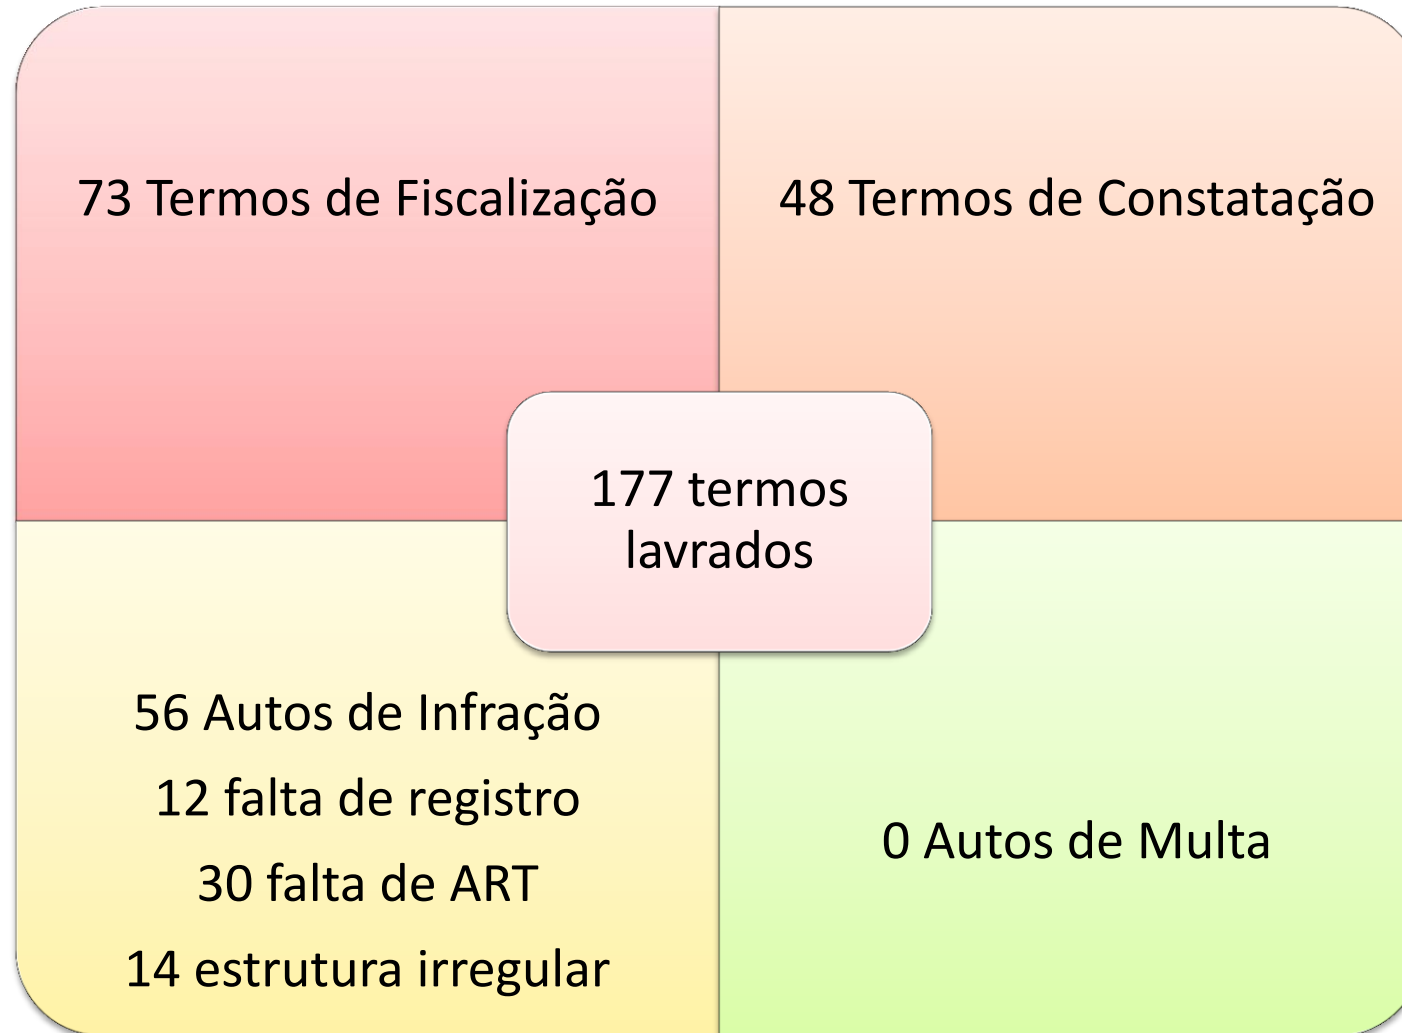 73 Termos de Fiscalização
48 Termos de Constatação
177 termos
lavrados
56 Autos de Infração
12 falta de registro
30 falta de ART
14 estrutura irregular
0 Autos de Multa